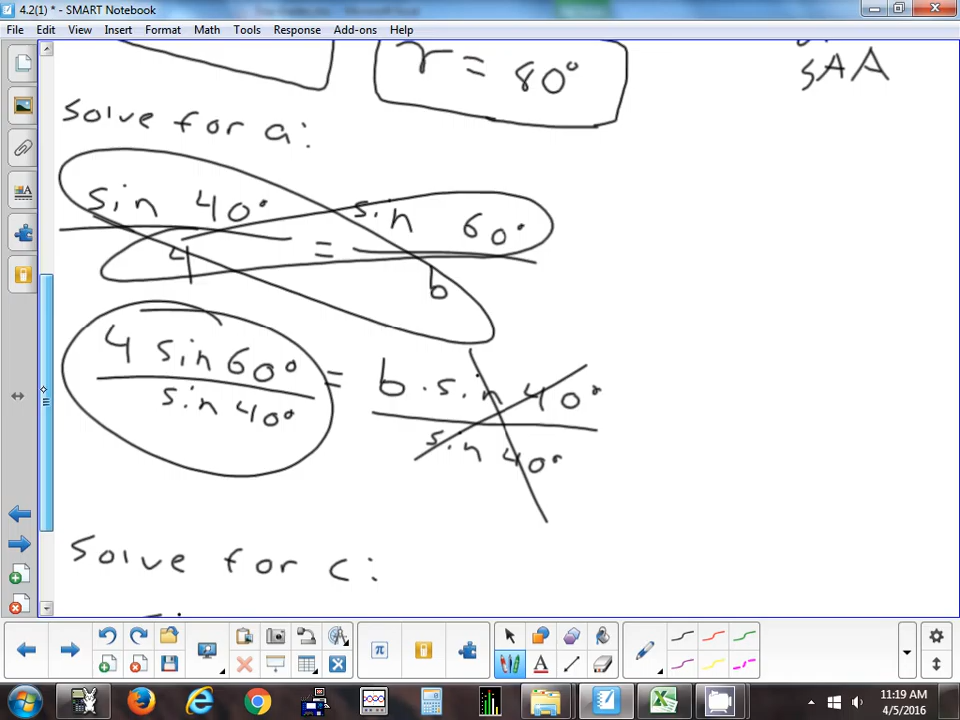 4.2(1) * - SMART Notebook
File Edit View Insert Format Math Tools Response Add-ons Help
r = 80°
SAA
Solve for a:
sin 40° / 4 = sin 60° / b
4 sin 60° / sin 40° = b · sin 40° / sin 40°
Solve for c:
11:19 AM
4/5/2016